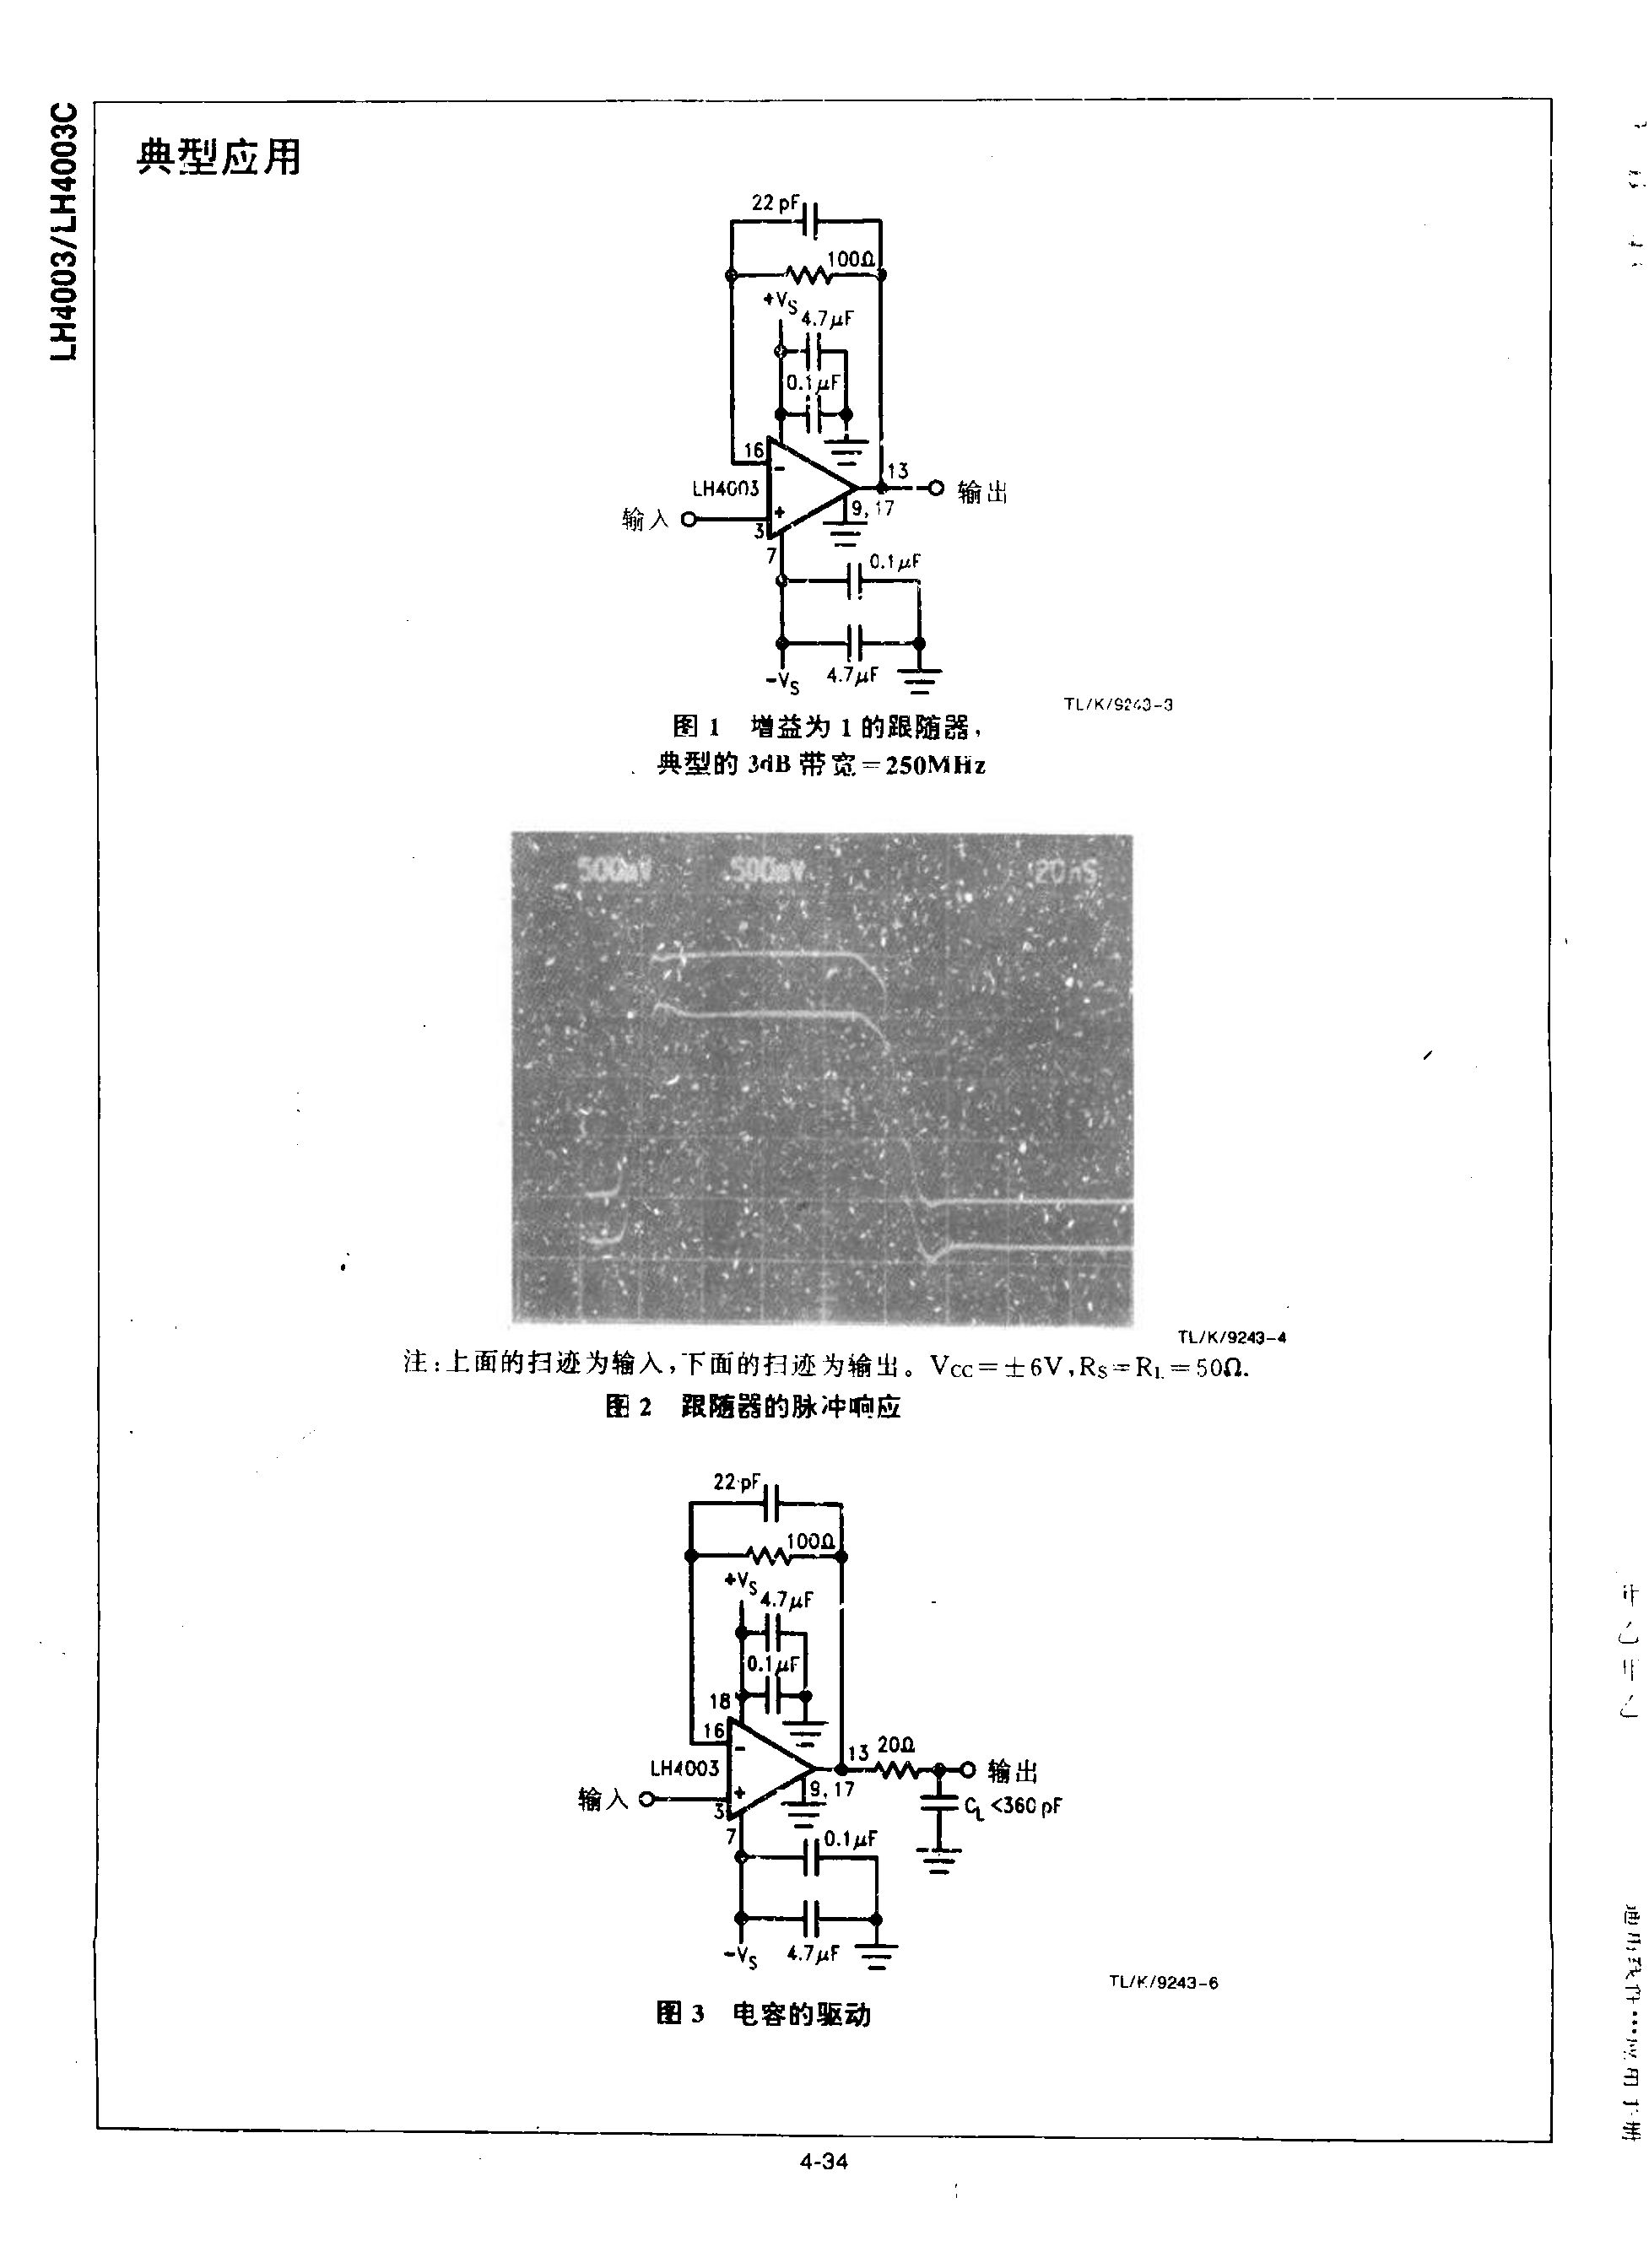 LH4003/LH4003C
典型应用
22 pF
100Ω
+VS
4.7μF
0.1μF
16
−
LH4003
13
输出
9, 17
输入
+
3
7
0.1μF
4.7μF
−VS
TL/K/9243-3
图 1 增益为 1 的跟随器,
典型的 3dB 带宽=250MHz
500mV 500mV 20nS
TL/K/9243-4
注:上面的扫迹为输入,下面的扫迹为输出。VCC=±6V,RS=RL=50Ω.
图 2 跟随器的脉冲响应
22 pF
100Ω
+VS
4.7μF
0.1μF
18
16
−
LH4003
13
20Ω
输出
9, 17
输入
+
3
CL <360 pF
7
0.1μF
4.7μF
−VS
TL/K/9243-6
图 3 电容的驱动
4-34